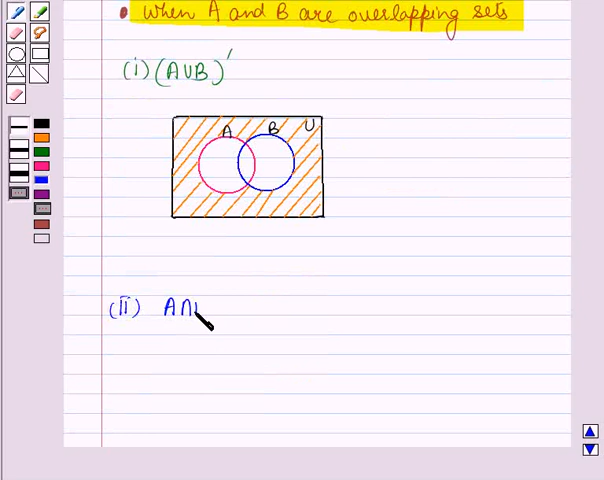 • When A and B are overlapping sets
(i) (A∪B)'
A B U
(ii) A∩